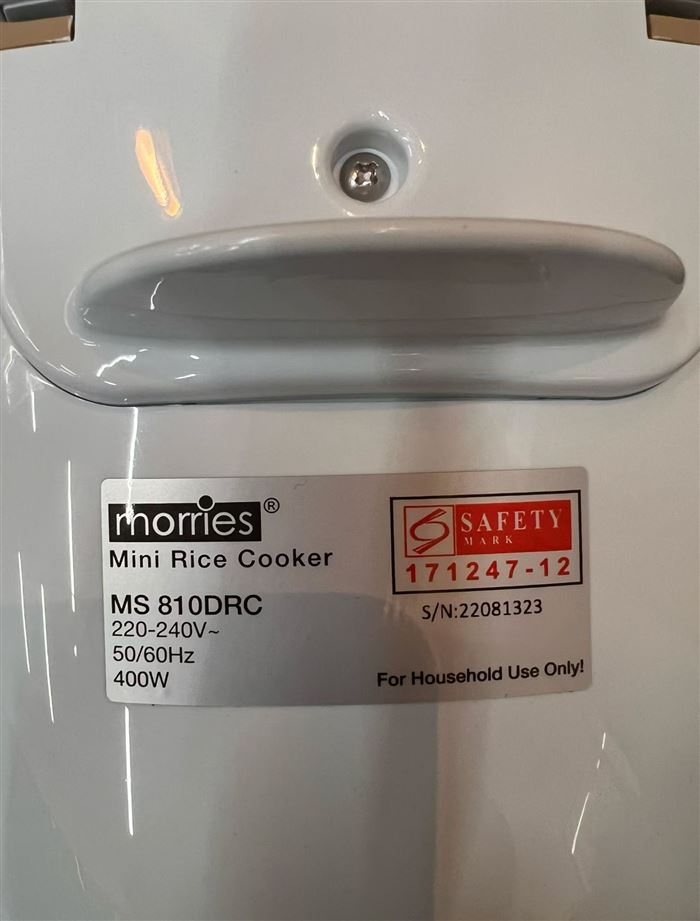 morries®
Mini Rice Cooker
MS 810DRC
220-240V~
50/60Hz
400W
SAFETY
MARK
171247-12
S/N:22081323
For Household Use Only!